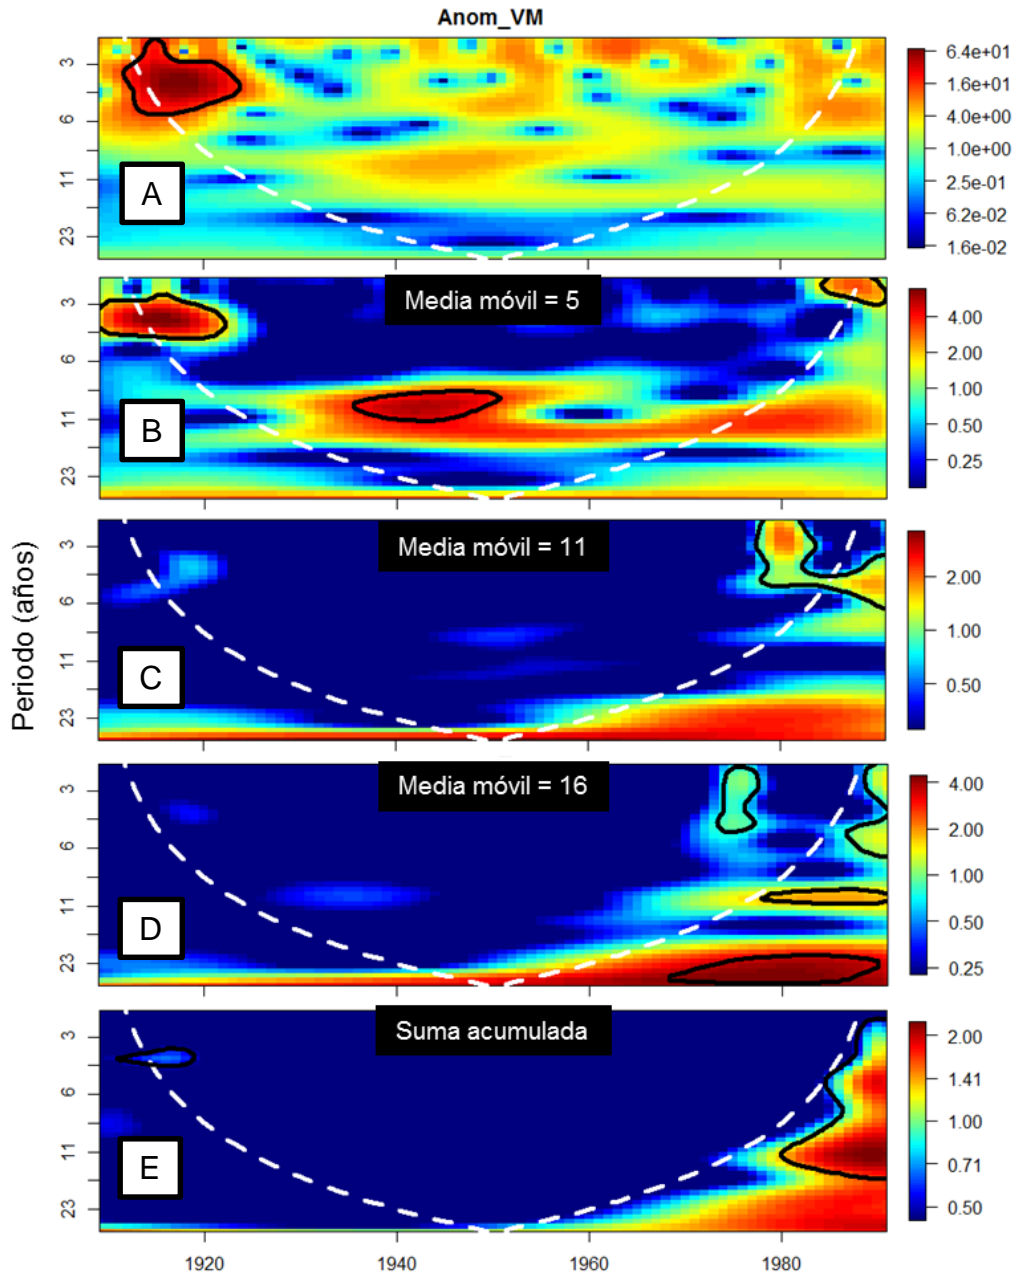 Anom_VM
Periodo (años)
3
6
11
23
A
6.4e+01
1.6e+01
4.0e+00
1.0e+00
2.5e-01
6.2e-02
1.6e-02
1920
1940
1960
1980
Media móvil = 5
3
6
11
23
B
4.00
2.00
1.00
0.50
0.25
Media móvil = 11
3
6
11
23
C
2.00
1.00
0.50
Media móvil = 16
3
6
11
23
D
4.00
2.00
1.00
0.50
0.25
Suma acumulada
3
6
11
23
E
2.00
1.41
1.00
0.71
0.50